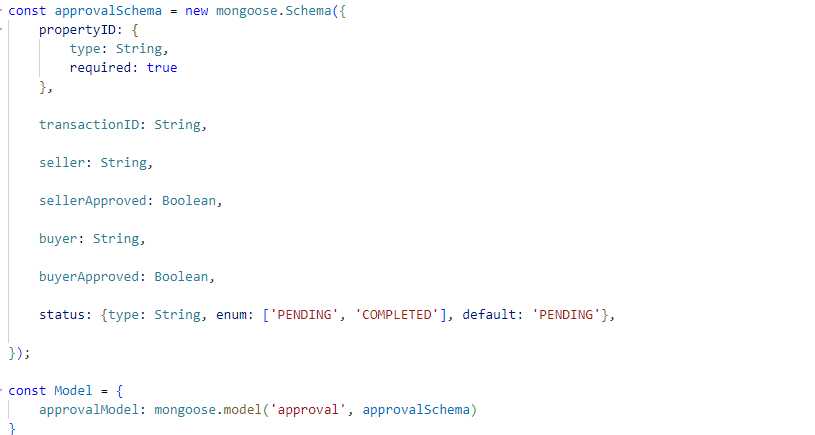 const approvalSchema = new mongoose.Schema({
    propertyID: {
        type: String,
        required: true
    },
    transactionID: String,
    seller: String,
    sellerApproved: Boolean,
    buyer: String,
    buyerApproved: Boolean,
    status: {type: String, enum: ['PENDING', 'COMPLETED'], default: 'PENDING'},
});
const Model = {
    approvalModel: mongoose.model('approval', approvalSchema)
}